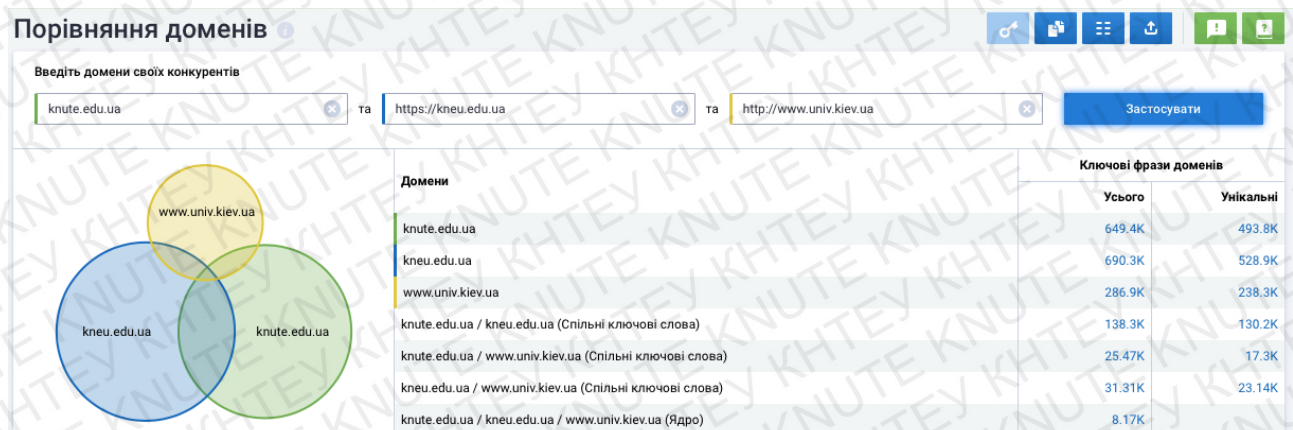 Порівняння доменів
Введіть домени своїх конкурентів
knute.edu.ua та https://kneu.edu.ua та http://www.univ.kiev.ua Застосувати
www.univ.kiev.ua
kneu.edu.ua
knute.edu.ua
Домени Ключові фрази доменів
Усього Унікальні
knute.edu.ua 649.4K 493.8K
kneu.edu.ua 690.3K 528.9K
www.univ.kiev.ua 286.9K 238.3K
knute.edu.ua / kneu.edu.ua (Спільні ключові слова) 138.3K 130.2K
knute.edu.ua / www.univ.kiev.ua (Спільні ключові слова) 25.47K 17.3K
kneu.edu.ua / www.univ.kiev.ua (Спільні ключові слова) 31.31K 23.14K
knute.edu.ua / kneu.edu.ua / www.univ.kiev.ua (Ядро) 8.17K